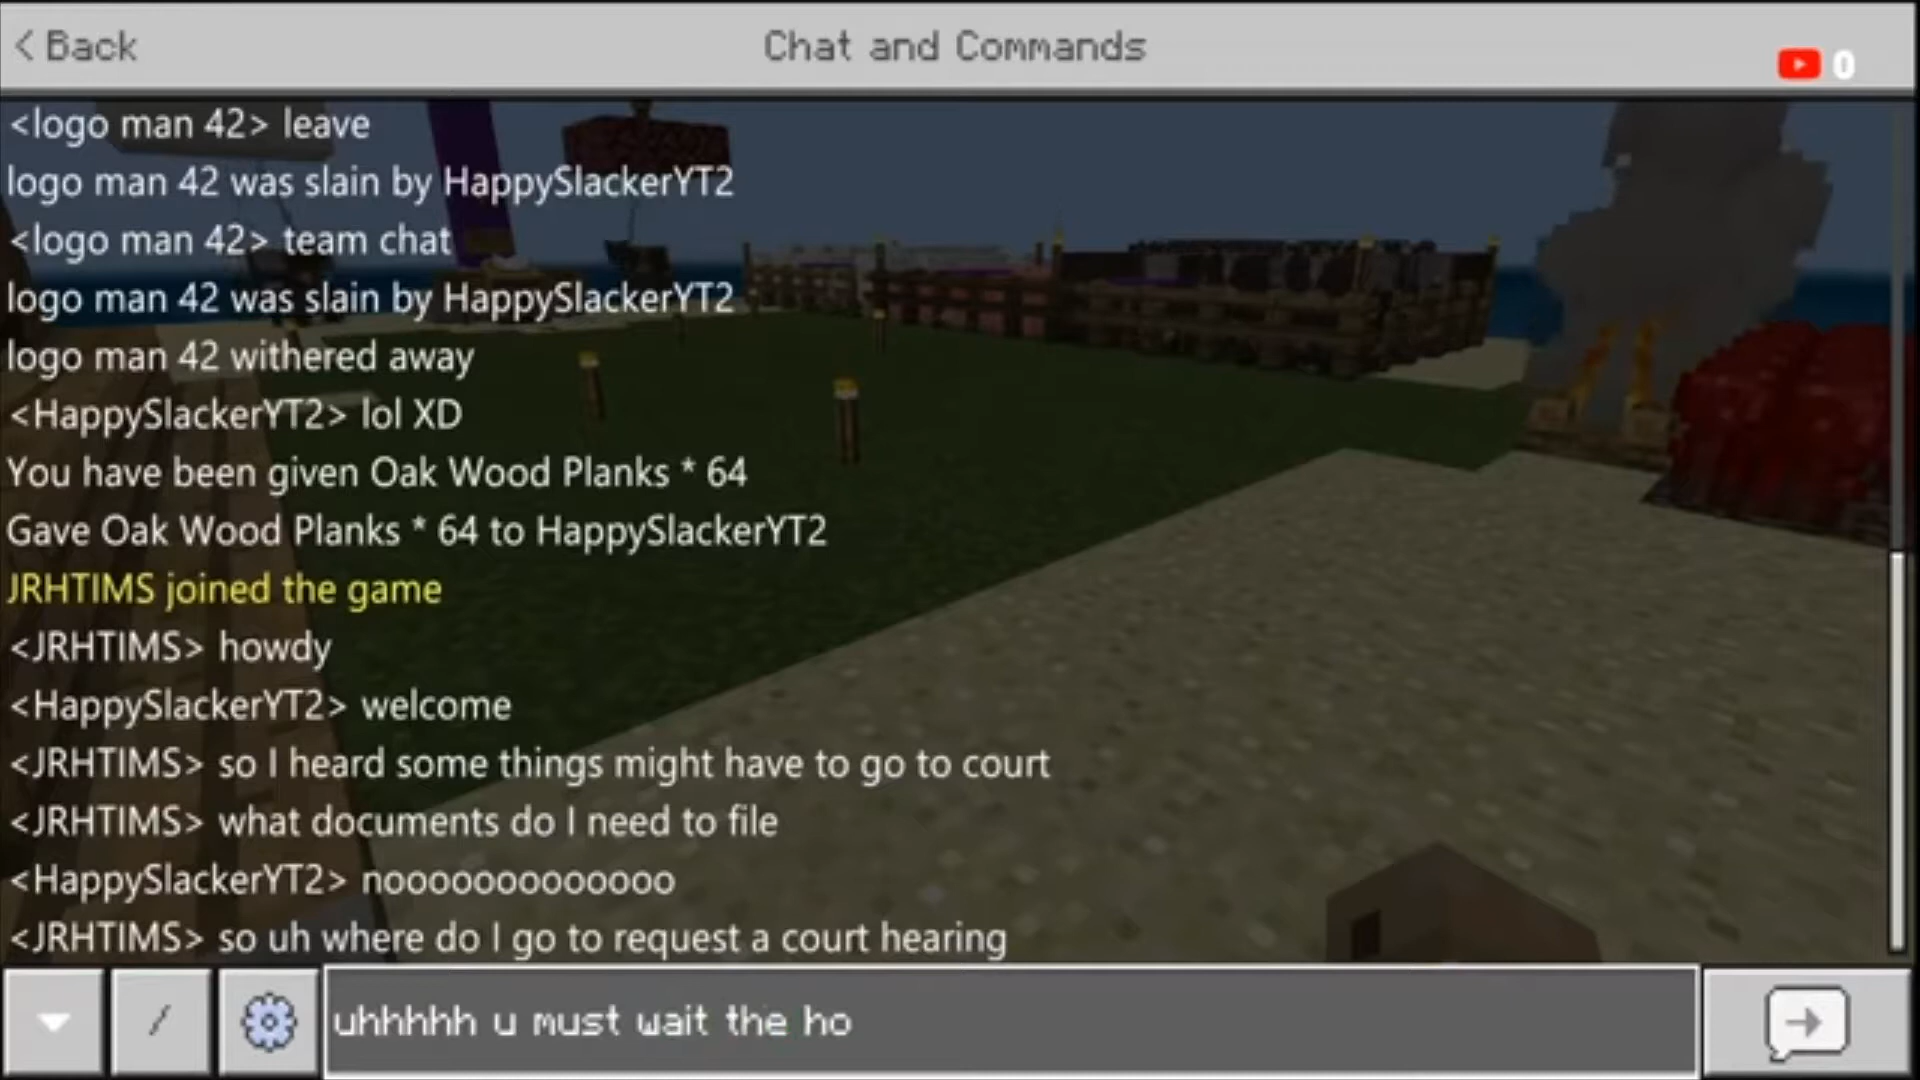 < Back
Chat and Commands
0
<logo man 42> leave
logo man 42 was slain by HappySlackerYT2
<logo man 42> team chat
logo man 42 was slain by HappySlackerYT2
logo man 42 withered away
<HappySlackerYT2> lol XD
You have been given Oak Wood Planks * 64
Gave Oak Wood Planks * 64 to HappySlackerYT2
JRHTIMS joined the game
<JRHTIMS> howdy
<HappySlackerYT2> welcome
<JRHTIMS> so I heard some things might have to go to court
<JRHTIMS> what documents do I need to file
<HappySlackerYT2> noooooooooooooo
<JRHTIMS> so uh where do I go to request a court hearing
/
uhhhhh u must wait the ho